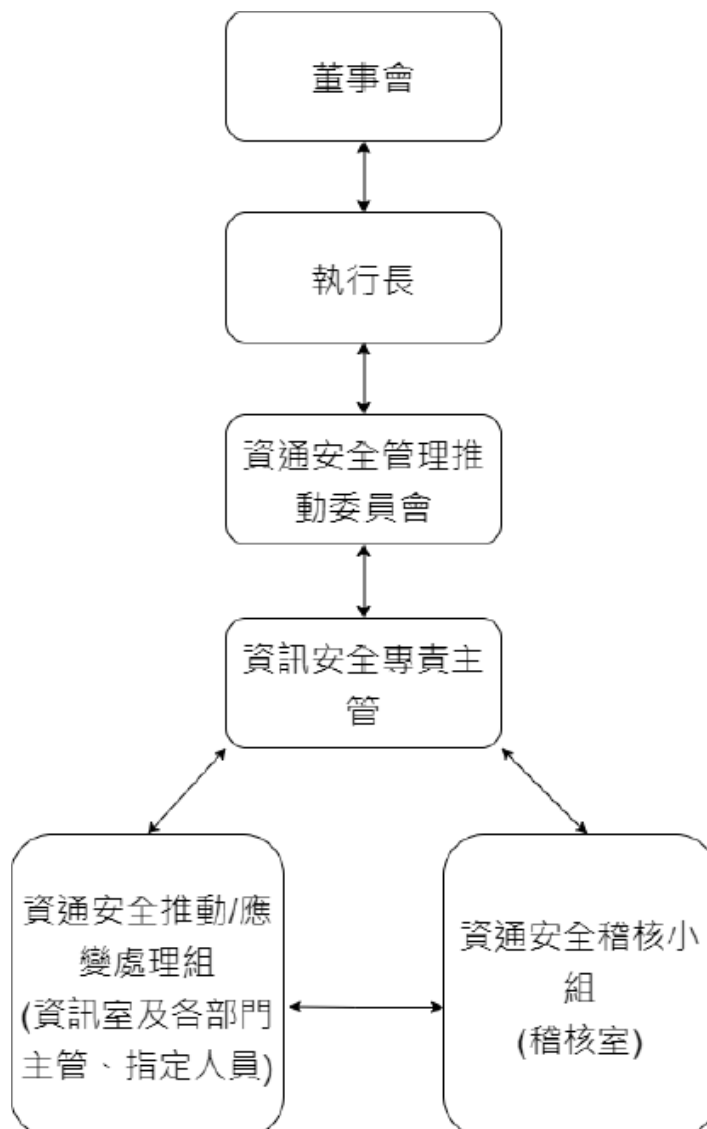 董事會
執行長
資通安全管理推
動委員會
資訊安全專責主
管
資通安全推動/應
變處理組
(資訊室及各部門
主管、指定人員)
資通安全稽核小
組
(稽核室)